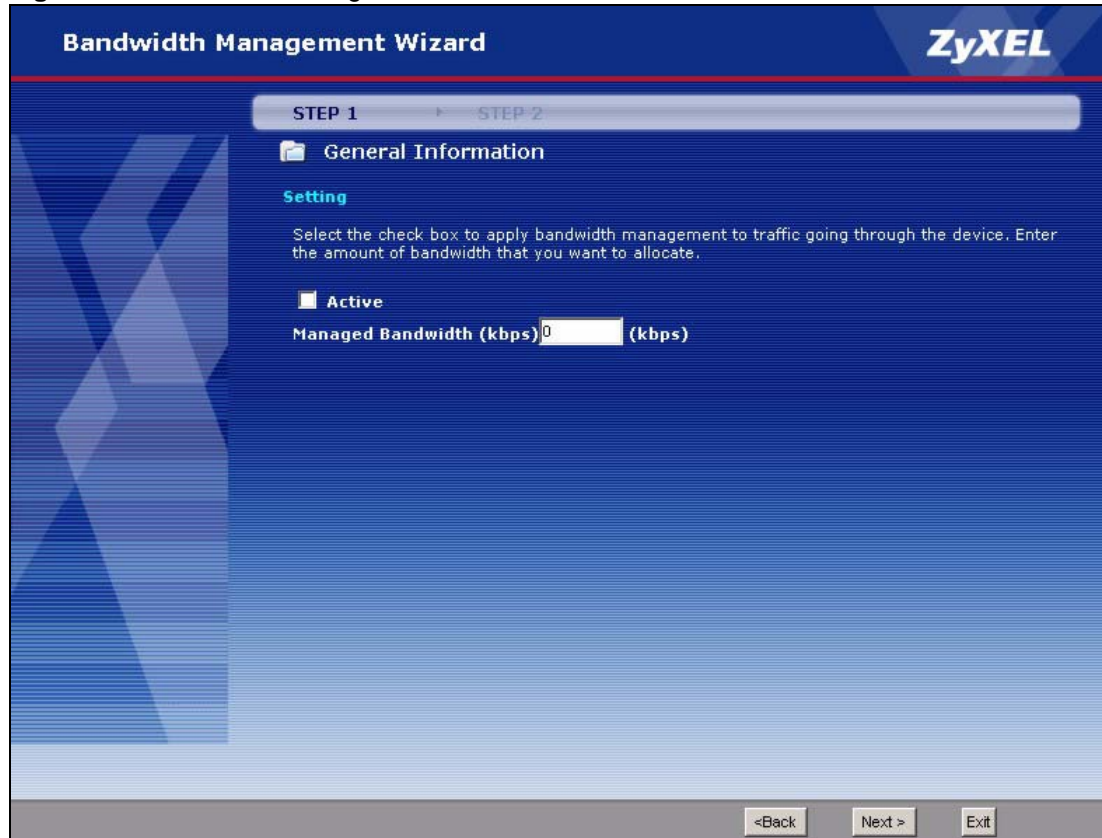 Bandwidth Management Wizard
ZyXEL
STEP 1
STEP 2
General Information
Setting
Select the check box to apply bandwidth management to traffic going through the device. Enter
the amount of bandwidth that you want to allocate.
Active
Managed Bandwidth (kbps) 0 (kbps)
<Back
Next >
Exit